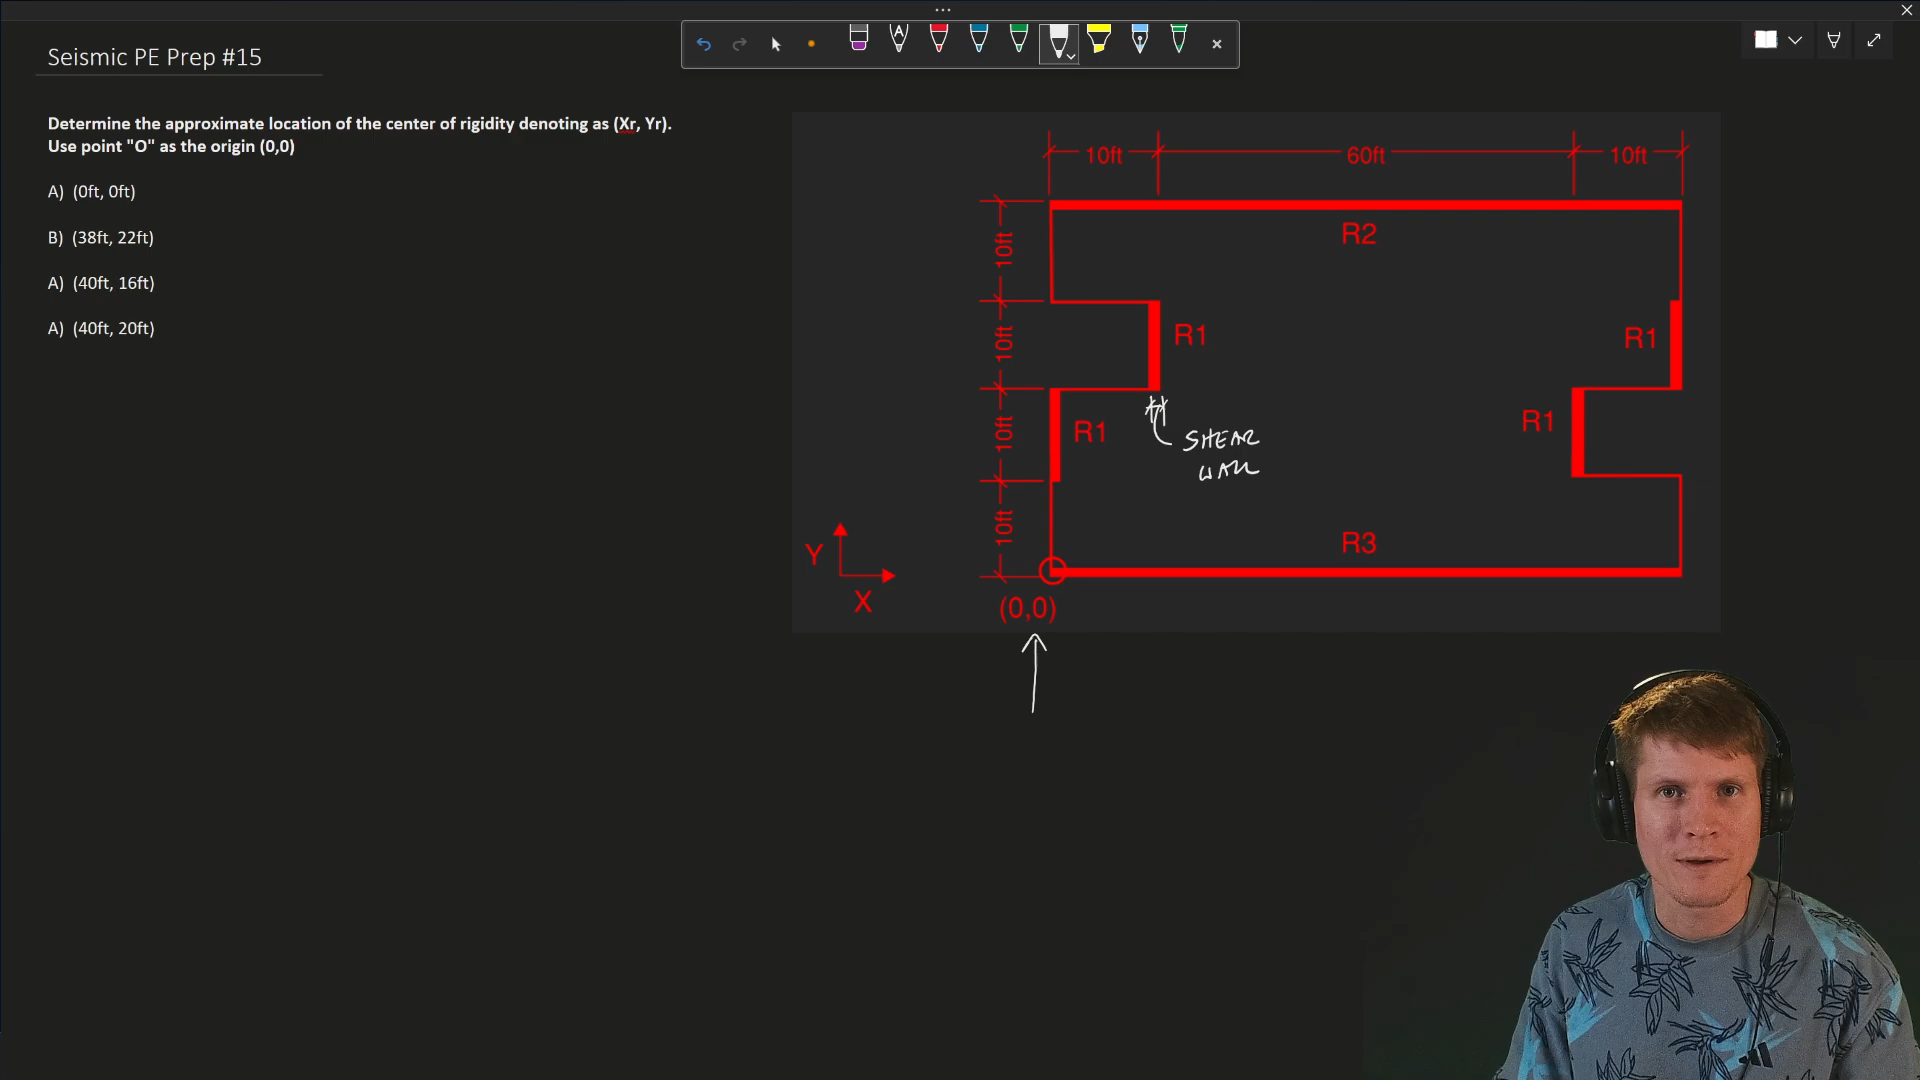 Seismic PE Prep #15
Determine the approximate location of the center of rigidity denoting as (Xr, Yr).
Use point "O" as the origin (0,0)
A) (0ft, 0ft)
B) (38ft, 22ft)
A) (40ft, 16ft)
A) (40ft, 20ft)
10ft
60ft
10ft
R2
10ft
10ft
R1
R1
10ft
R1
R1
SHEAR
WALL
10ft
R3
Y
X
(0,0)